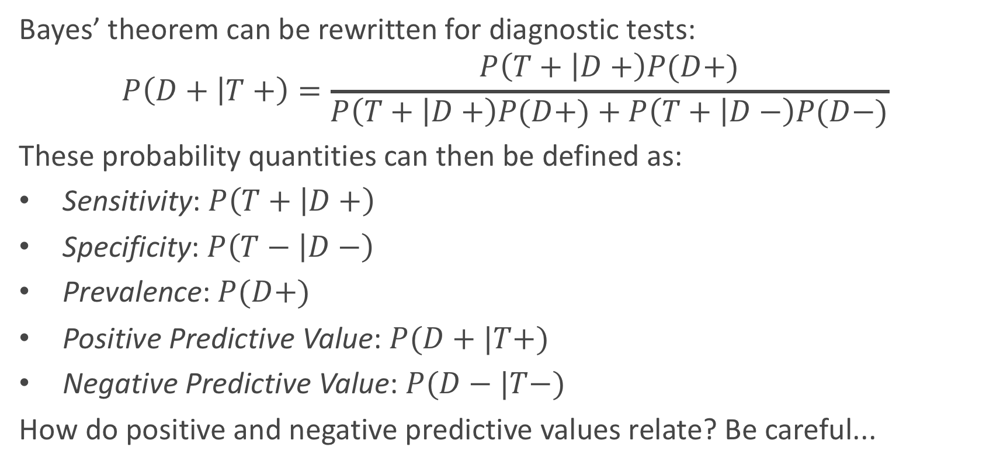 Bayes’ theorem can be rewritten for diagnostic tests:
P(T + |D +)P(D+)
P(D + |T +) =
P(T + |D +)P(D+) + P(T + |D −)P(D−)
These probability quantities can then be defined as:
• Sensitivity: P(T + |D +)
• Specificity: P(T − |D −)
• Prevalence: P(D+)
• Positive Predictive Value: P(D + |T+)
• Negative Predictive Value: P(D − |T−)
How do positive and negative predictive values relate? Be careful...